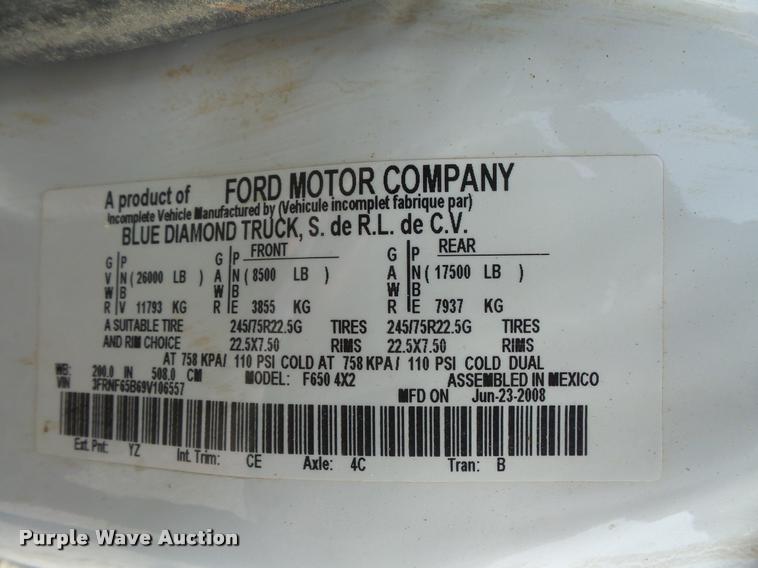 A product of FORD MOTOR COMPANY
Incomplete Vehicle Manufactured by (Vehicule incomplet fabrique par)
BLUE DIAMOND TRUCK, S. de R.L. de C.V.
FRONT REAR
G P G P G P
V N ( 26000 LB ) A N ( 8500 LB ) A N ( 17500 LB )
W B W B W B
R V 11793 KG R E 3855 KG R E 7937 KG
A SUITABLE TIRE 245/75R22.5G TIRES 245/75R22.5G
AND RIM CHOICE 22.5X7.50 RIMS 22.5X7.50
AT 758 KPA/ 110 PSI COLD AT 758 KPA/ 110 PSI COLD DUAL
WB: 200.0 IN 508.0 CM MODEL: F650 4X2 ASSEMBLED IN MEXICO
VIN 3FRNF65B69V106557 MFD ON Jun-23-2008
Ext. Pnt: YZ Int. Trim: CE Axle: 4C Tran: B
Purple Wave Auction